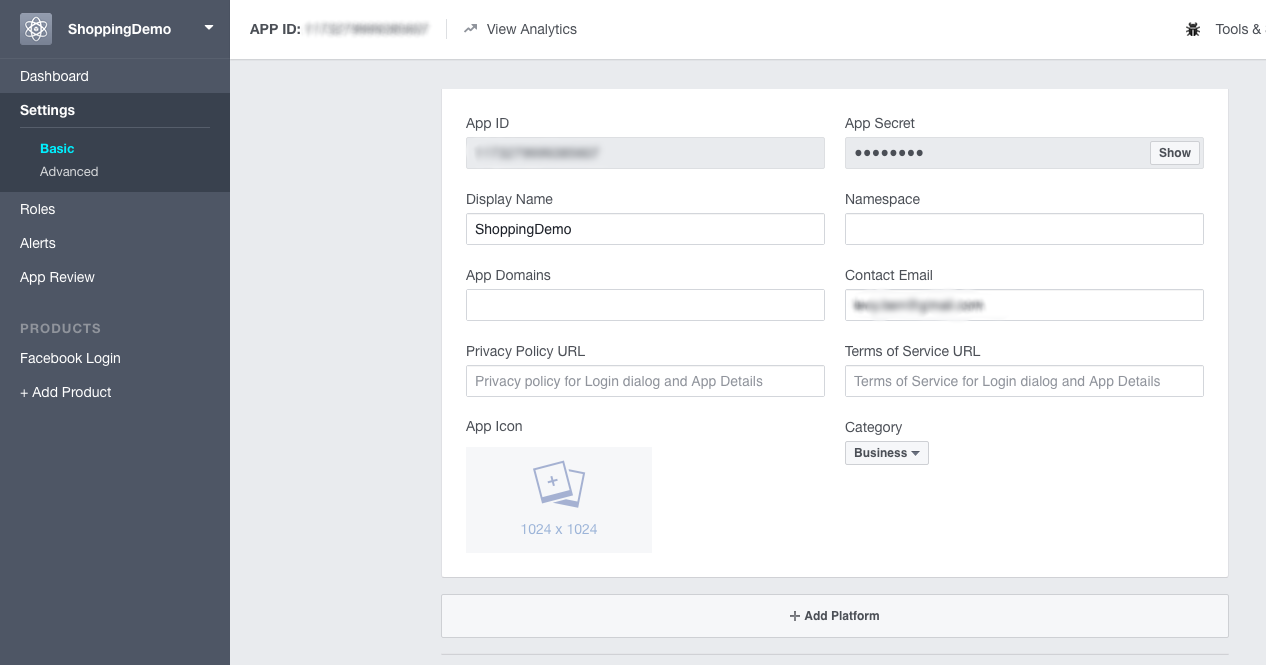 ShoppingDemo
APP ID:
View Analytics
Tools &
Dashboard
Settings
Basic
Advanced
Roles
Alerts
App Review
PRODUCTS
Facebook Login
+ Add Product
App ID
App Secret
●●●●●●●●
Show
Display Name
Namespace
ShoppingDemo
App Domains
Contact Email
Privacy Policy URL
Terms of Service URL
Privacy policy for Login dialog and App Details
Terms of Service for Login dialog and App Details
App Icon
Category
Business
1024 x 1024
+ Add Platform